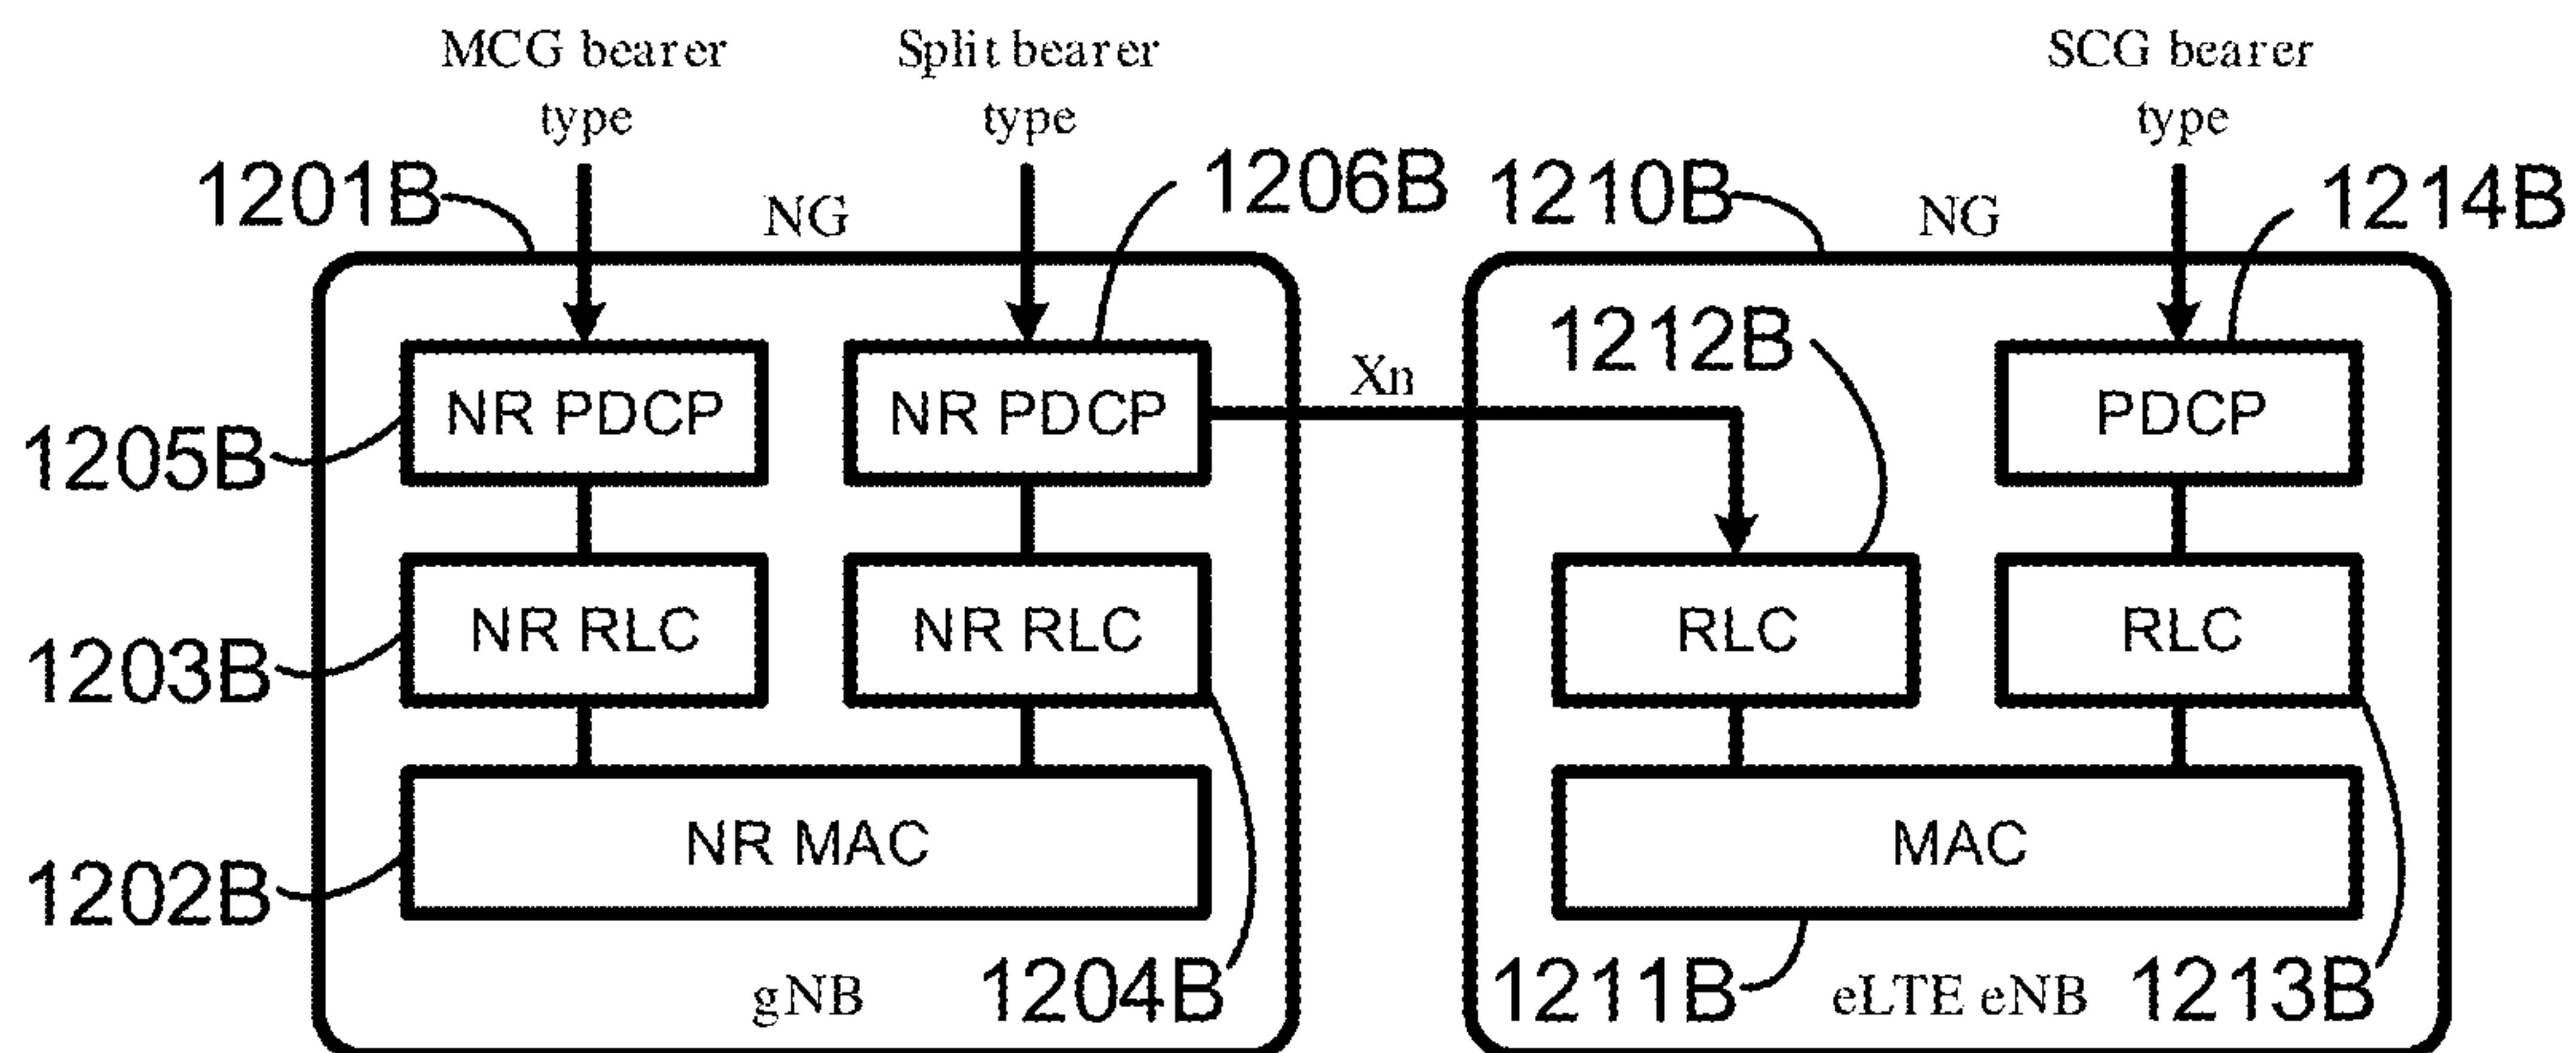 MCG bearer
type
Split bearer
type
SCG bearer
type
1201B
NG
1206B
1210B
NG
1214B
1212B
Xn
NR PDCP
NR PDCP
PDCP
1205B
NR RLC
NR RLC
RLC
RLC
1203B
NR MAC
MAC
1202B
gNB
1204B
1211B
eLTE eNB
1213B